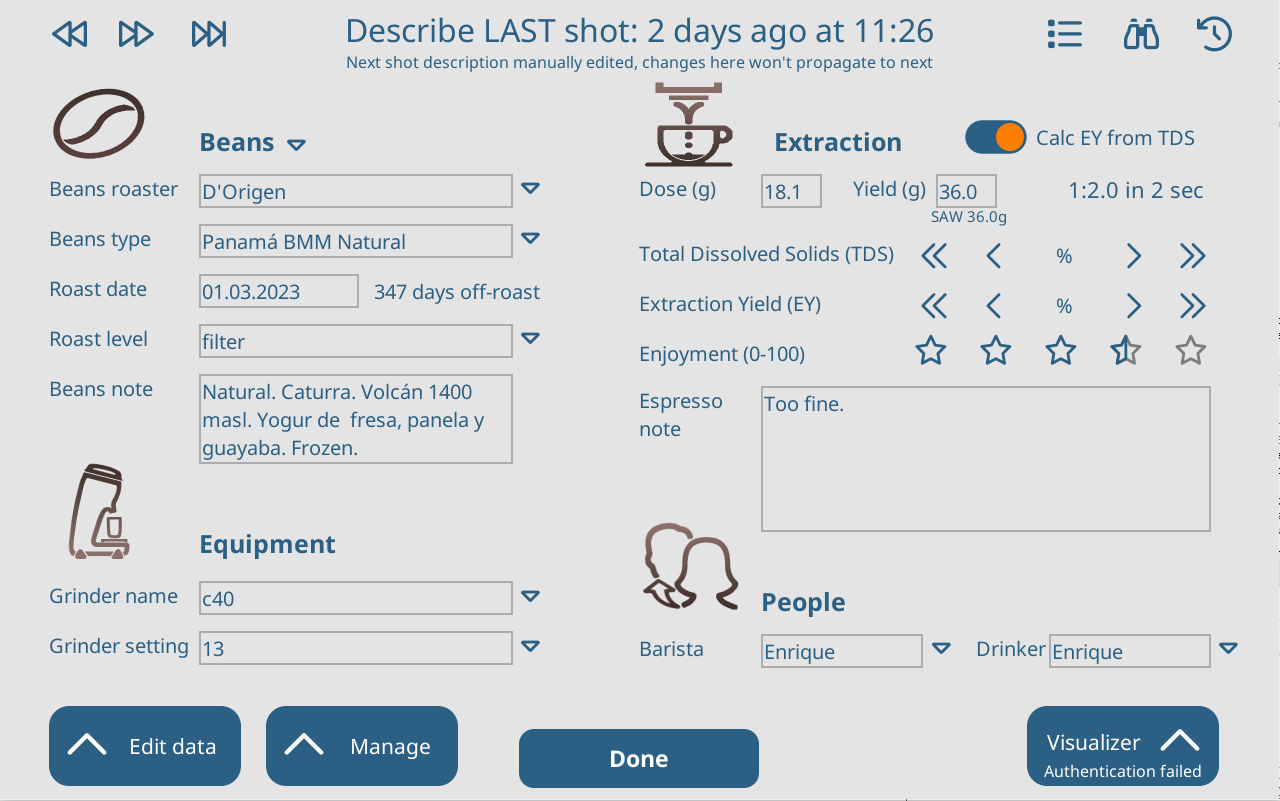 Describe LAST shot: 2 days ago at 11:26
Next shot description manually edited, changes here won't propagate to next
Beans
Beans roaster D'Origen
Beans type Panamá BMM Natural
Roast date 01.03.2023 347 days off-roast
Roast level filter
Beans note Natural. Caturra. Volcán 1400
masl. Yogur de  fresa, panela y
guayaba. Frozen.
Equipment
Grinder name c40
Grinder setting 13
Extraction
Calc EY from TDS
Dose (g) 18.1 Yield (g) 36.0 1:2.0 in 2 sec
SAW 36.0g
Total Dissolved Solids (TDS) %
Extraction Yield (EY) %
Enjoyment (0-100)
Espresso
note
Too fine.
People
Barista Enrique Drinker Enrique
Edit data
Manage
Done
Visualizer
Authentication failed